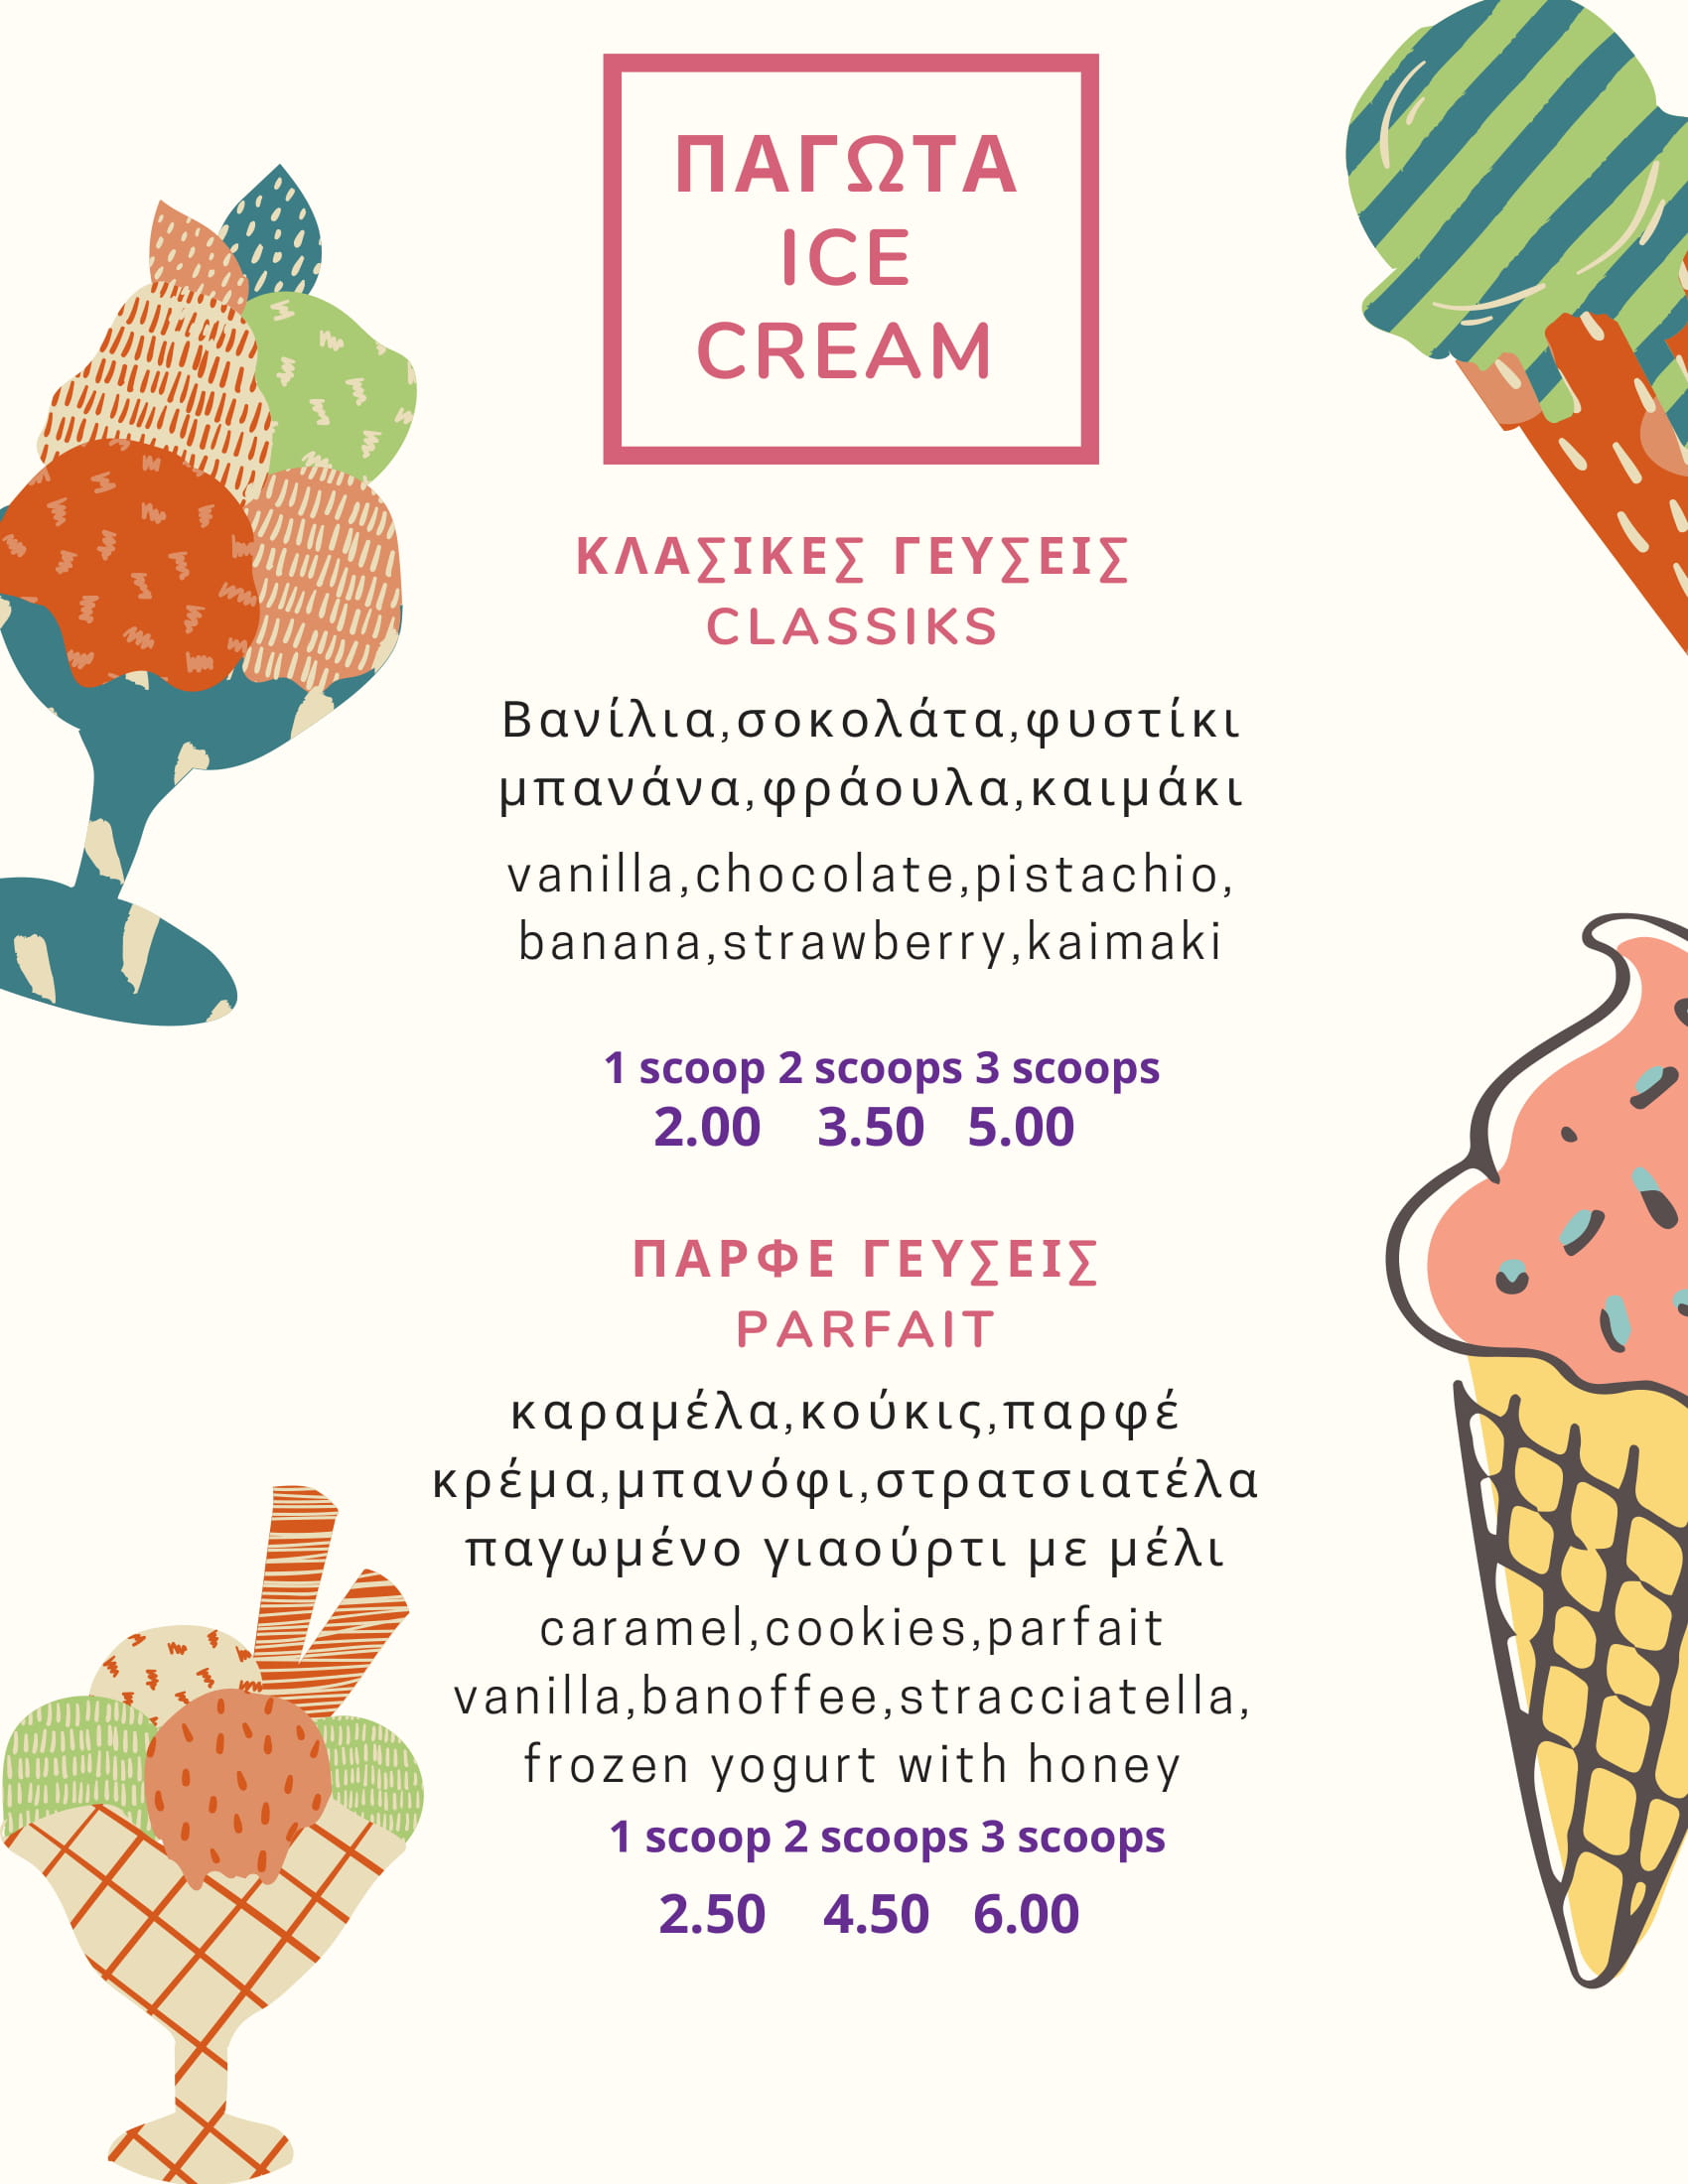 ΠΑΓΩΤΑ
ICE
CREAM
ΚΛΑΣΙΚΕΣ ΓΕΥΣΕΙΣ
CLASSIKS
Βανίλια,σοκολάτα,φυστίκι
μπανάνα,φράουλα,καιμάκι
vanilla,chocolate,pistachio,
banana,strawberry,kaimaki
1 scoop 2 scoops 3 scoops
2.00 3.50 5.00
ΠΑΡΦΕ ΓΕΥΣΕΙΣ
PARFAIT
καραμέλα,κούκις,παρφέ
κρέμα,μπανόφι,στρατσιατέλα
παγωμένο γιαούρτι με μέλι
caramel,cookies,parfait
vanilla,banoffee,stracciatella,
frozen yogurt with honey
1 scoop 2 scoops 3 scoops
2.50 4.50 6.00